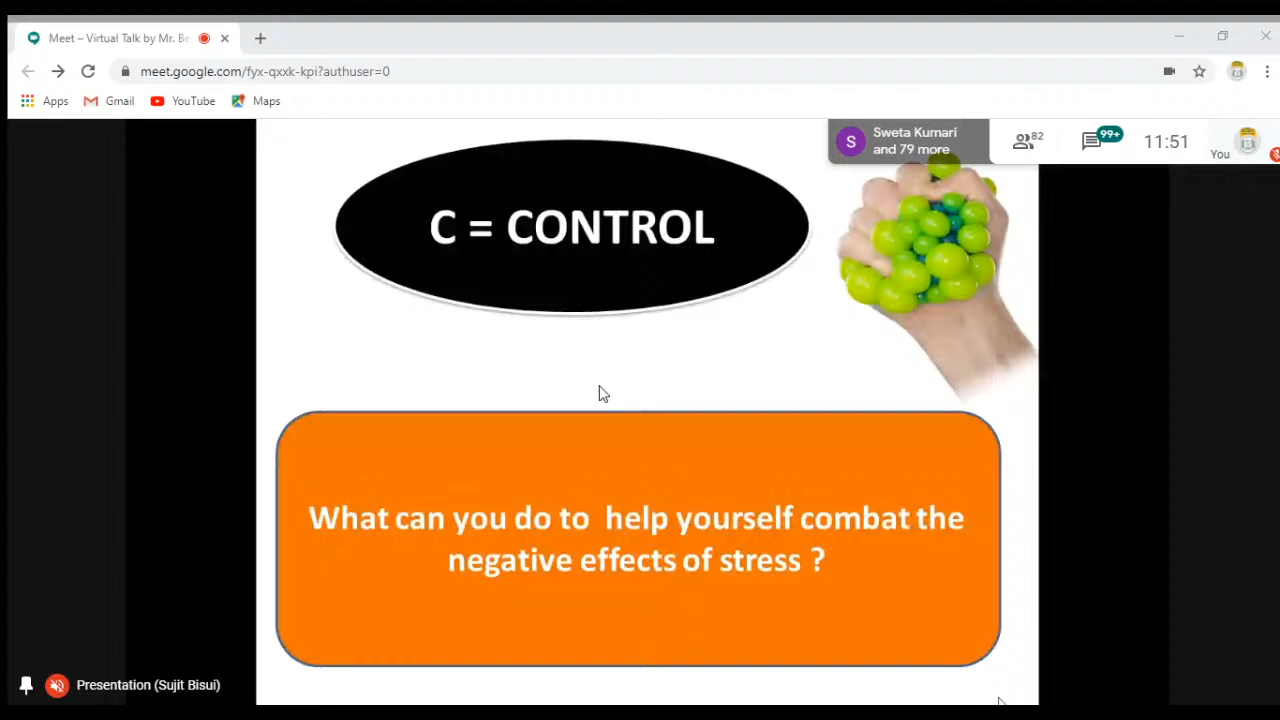 Meet – Virtual Talk by Mr. Be
meet.google.com/fyx-qxxk-kpi?authuser=0
Apps
Gmail
YouTube
Maps
Sweta Kumari
and 79 more
S
82
99+
11:51
You
C = CONTROL
What can you do to help yourself combat the
negative effects of stress ?
Presentation (Sujit Bisui)